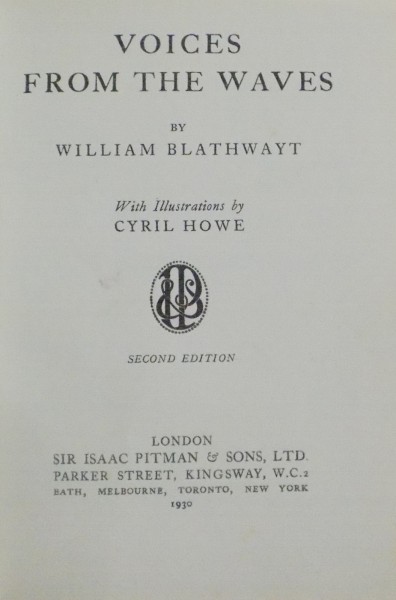 VOICES
FROM THE WAVES
BY
WILLIAM BLATHWAYT
With Illustrations by
CYRIL HOWE
SECOND EDITION
LONDON
SIR ISAAC PITMAN & SONS, LTD.
PARKER STREET, KINGSWAY, W.C.2
BATH, MELBOURNE, TORONTO, NEW YORK
1930